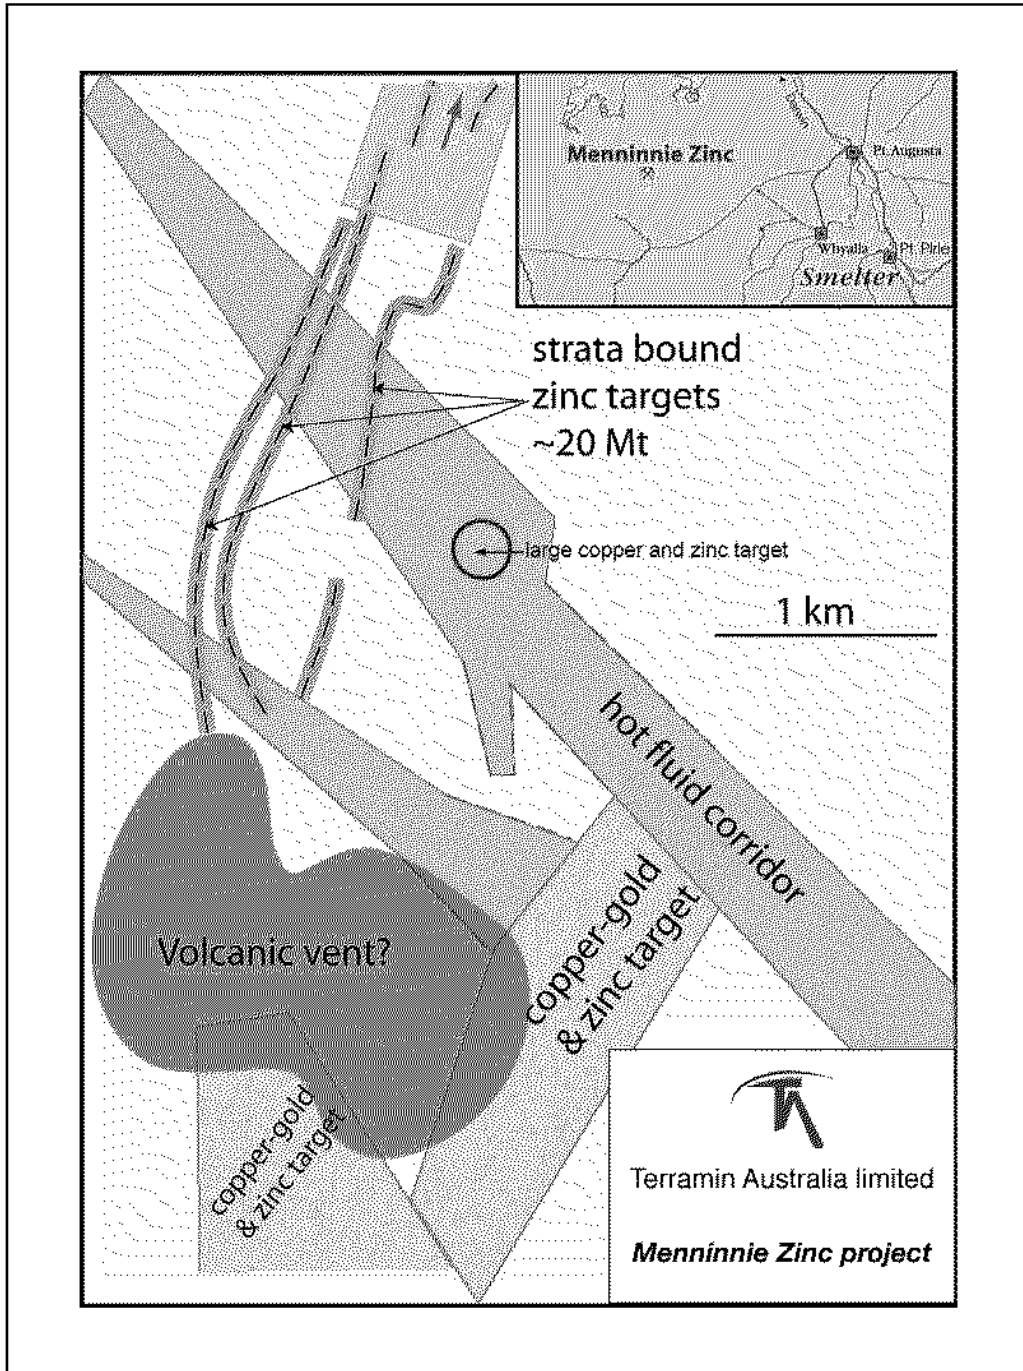 Menninnie Zinc
Pt. Augusta
Whyalla
Pt. Pirie
Smelter
strata bound
zinc targets
~20 Mt
large copper and zinc target
1 km
hot fluid corridor
Volcanic vent?
copper-gold
& zinc target
copper-gold
& zinc target
Terramin Australia limited
Menninnie Zinc project